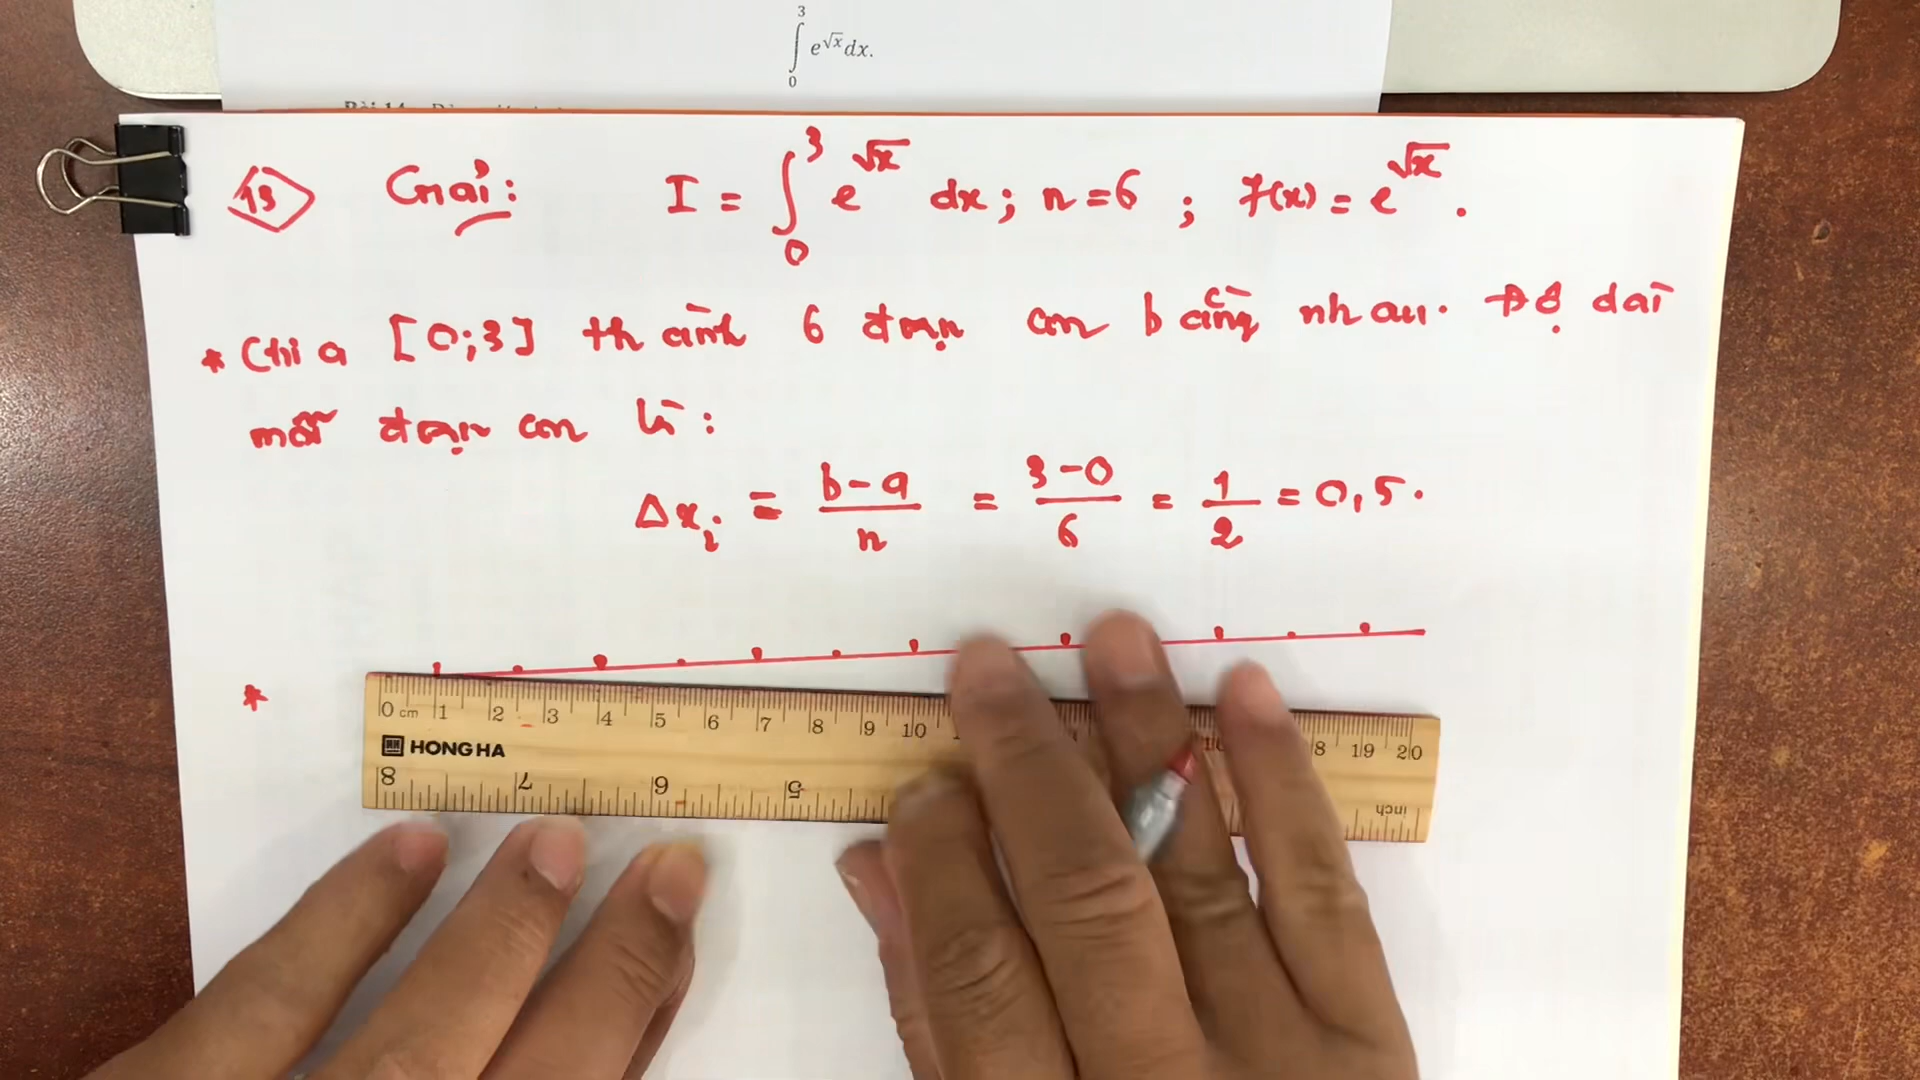 ∫₀³ e^√x dx.
Bài 14
13 Giải: I = ∫₀³ e^√x dx ; n = 6 ; f(x) = e^√x .
* Chia [0;3] thành 6 đoạn con bằng nhau. Độ dài
mỗi đoạn con là:
Δxᵢ = (b-a)/n = (3-0)/6 = 1/2 = 0,5.
*
0 cm 1 2 3 4 5 6 7 8 9 10 18 19 20
HONG HA
8 7 6 5 inch